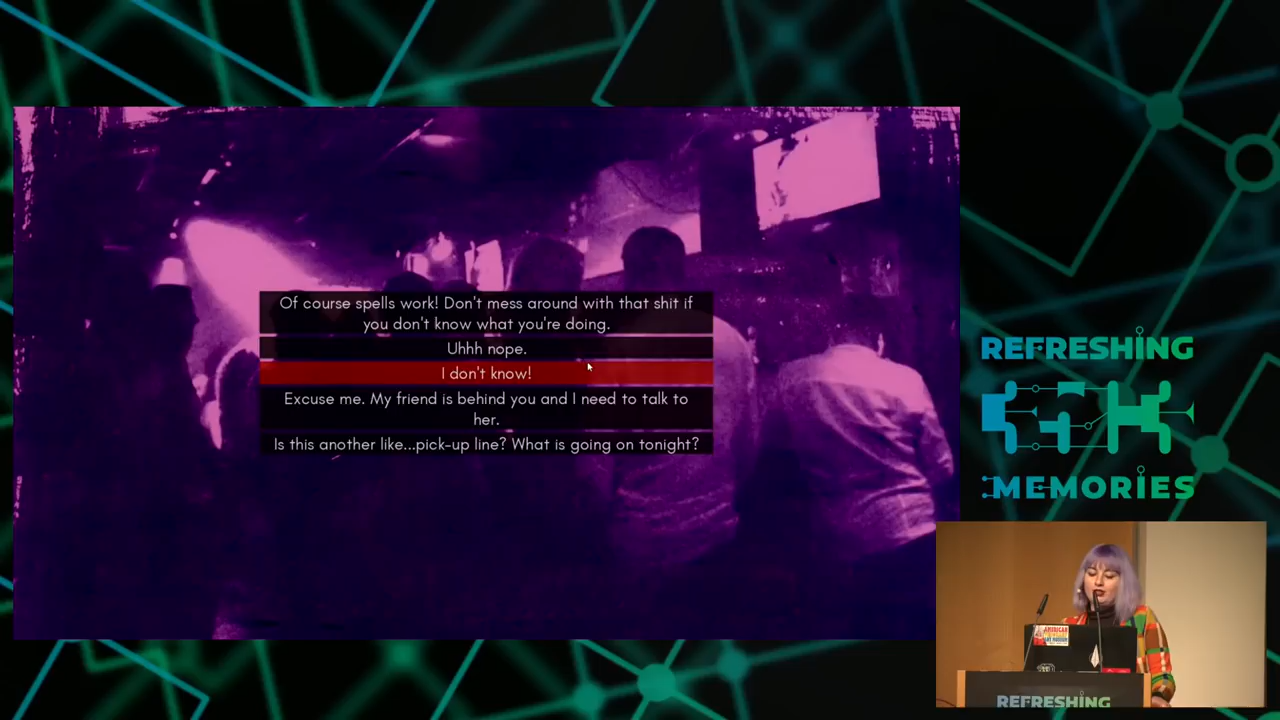 Of course spells work! Don't mess around with that shit if
you don't know what you're doing.
Uhhh nope.
I don't know!
Excuse me. My friend is behind you and I need to talk to
her.
Is this another like...pick-up line? What is going on tonight?
REFRESHING
35
MEMORIES
REFRESHING